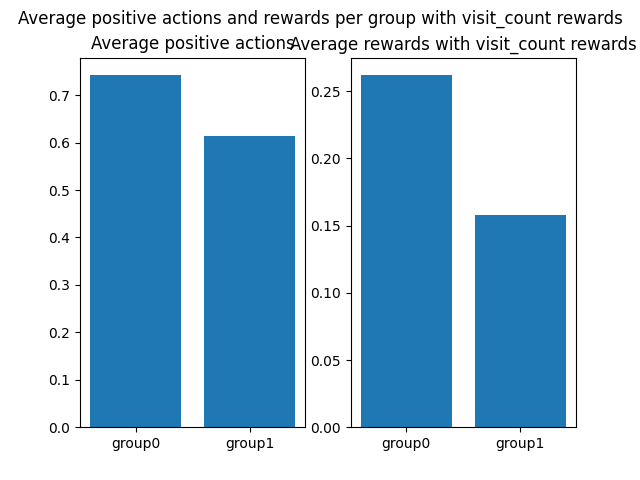 Average positive actions and rewards per group with visit_count rewards
Average positive actions
0.7
0.6
0.5
0.4
0.3
0.2
0.1
0.0
group0 group1
Average rewards with visit_count rewards
0.25
0.20
0.15
0.10
0.05
0.00
group0 group1